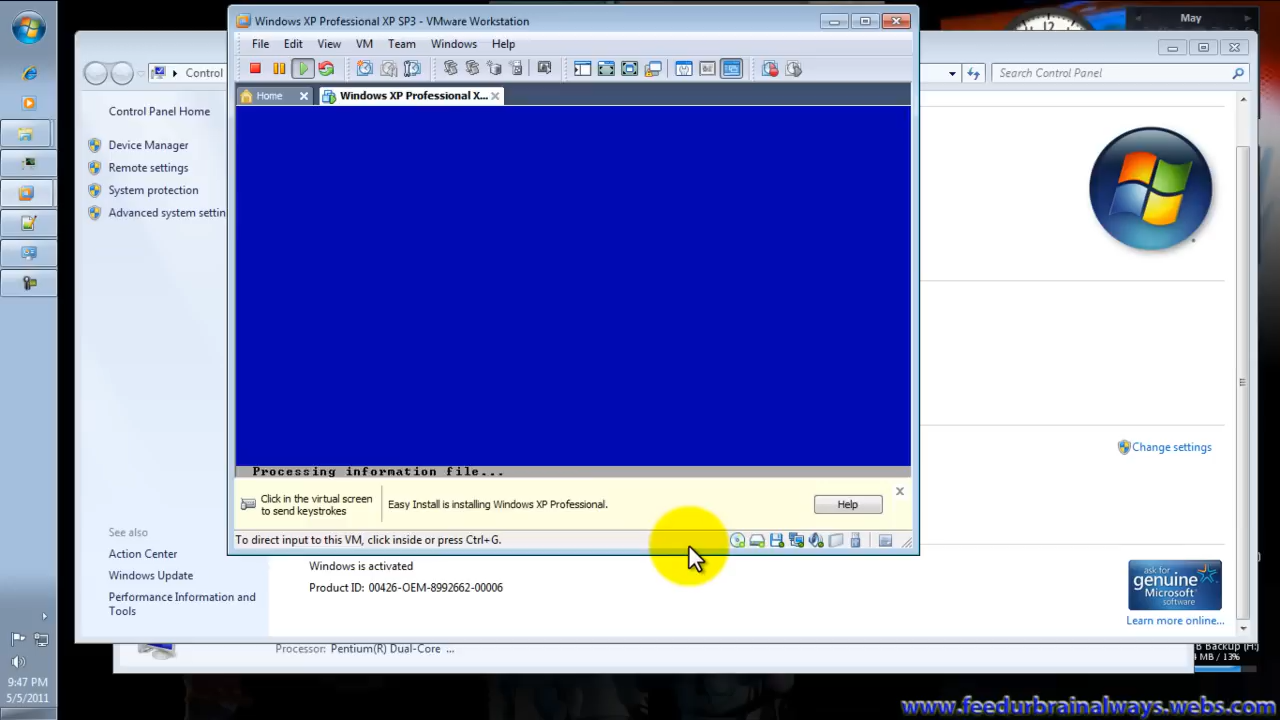 May
Windows XP Professional XP SP3 - VMware Workstation
File Edit View VM Team Windows Help
Control
Search Control Panel
Home
Windows XP Professional X...
Control Panel Home
Device Manager
Remote settings
System protection
Advanced system settin
Change settings
Processing information file...
Click in the virtual screen
to send keystrokes
Easy Install is installing Windows XP Professional.
Help
To direct input to this VM, click inside or press Ctrl+G.
See also
Action Center
Windows Update
Performance Information and
Tools
Windows is activated
Product ID: 00426-OEM-8992662-00006
ask for
genuine
Microsoft
software
Learn more online...
Processor: Pentium(R) Dual-Core ...
B Backup (H:)
4 MB / 13%
9:47 PM
5/5/2011
www.feedurbrainalways.webs.com